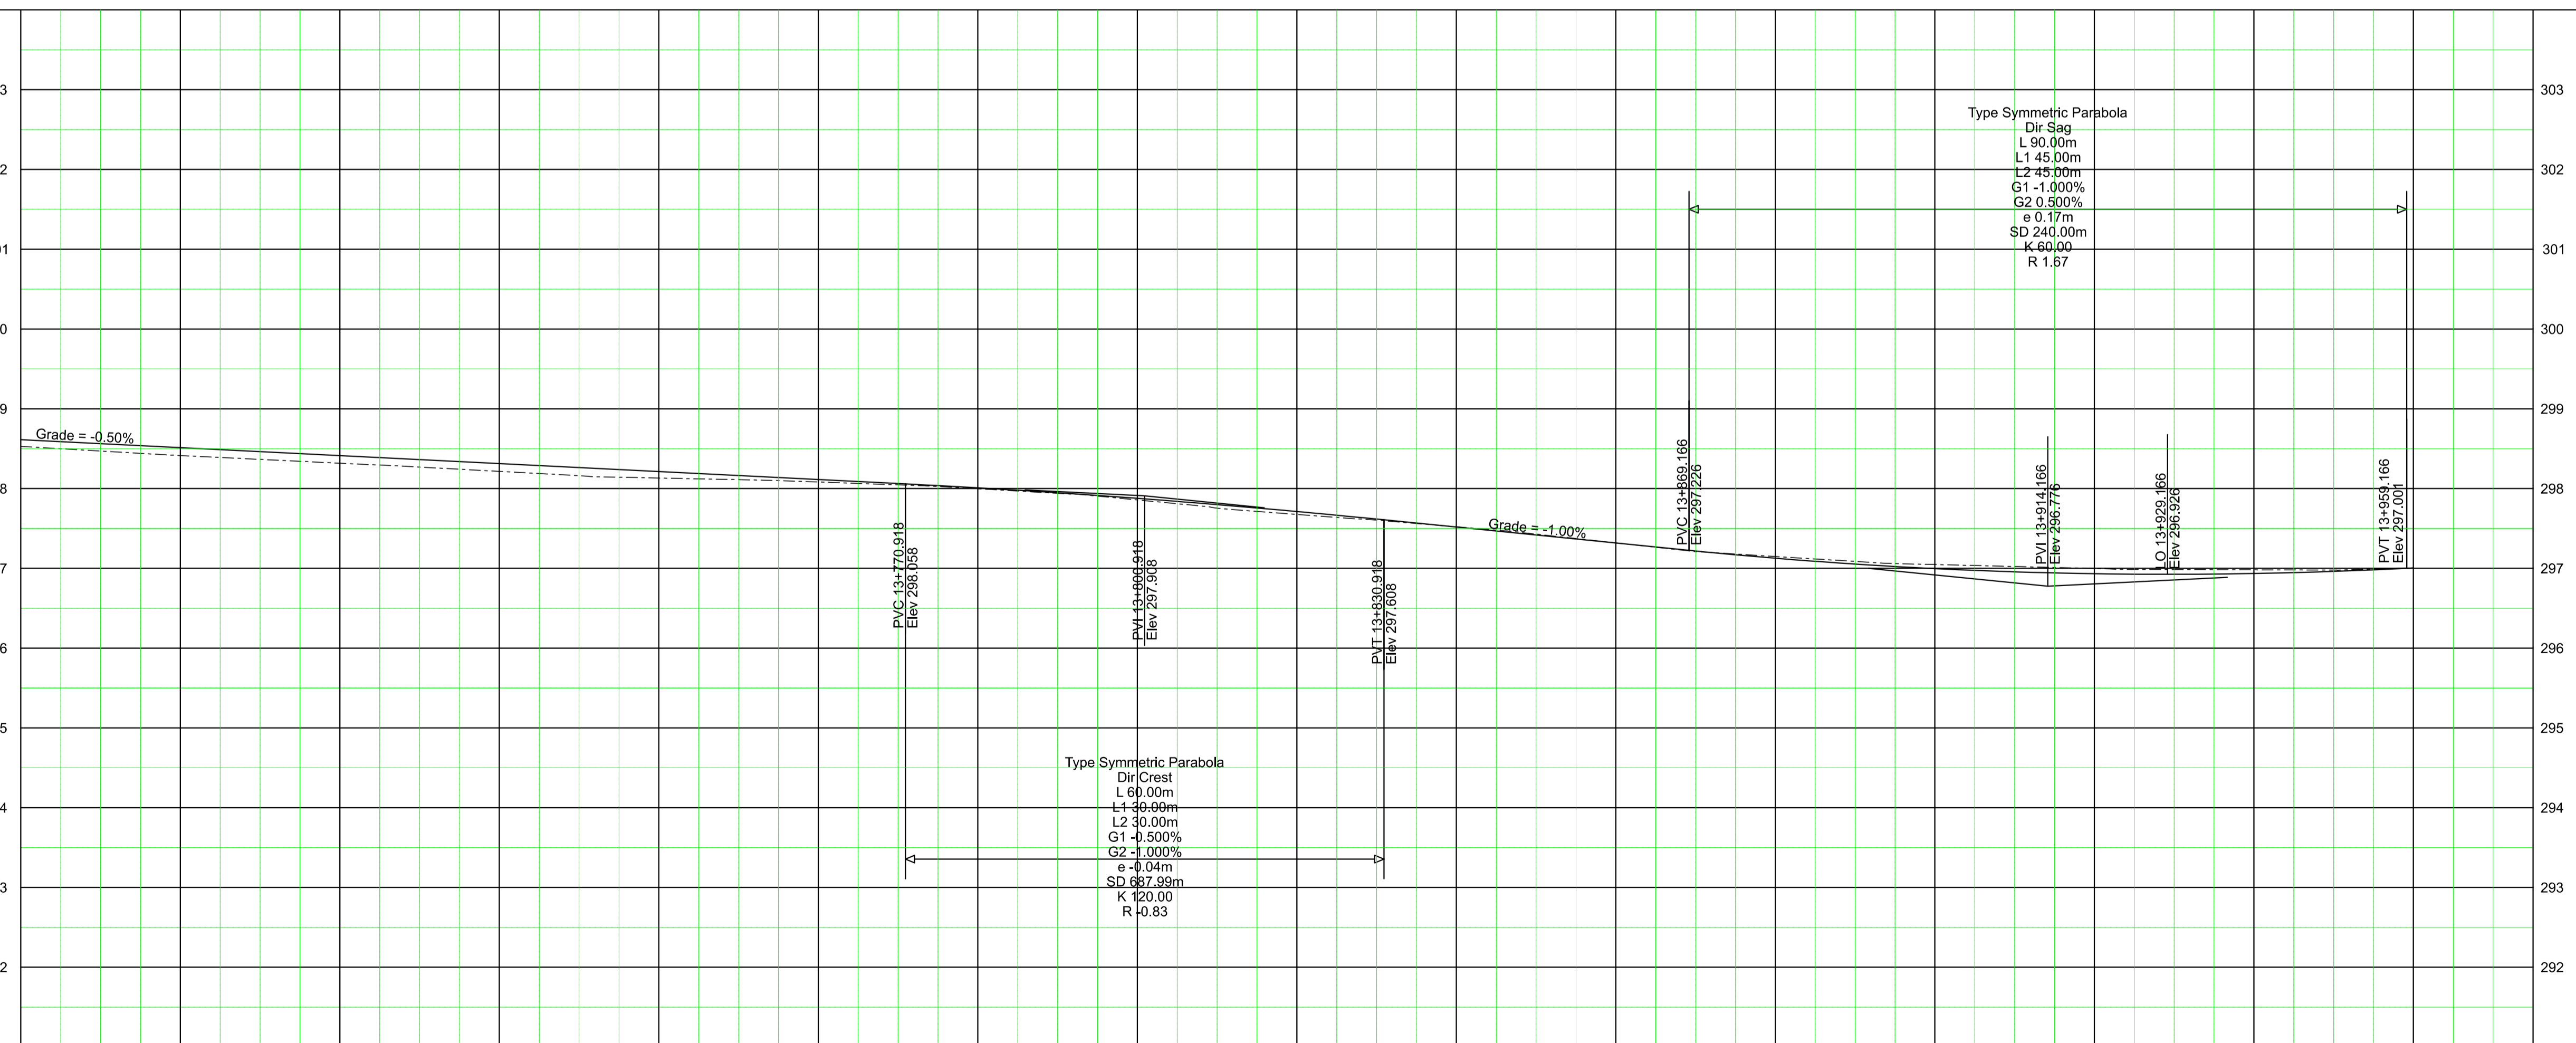 3
2
01
0
9
8
7
6
5
4
3
2
Grade = -0.50%
PVC 13+770.918
Elev 298.058
PVI 13+800.918
Elev 297.908
PVT 13+830.918
Elev 297.608
Type Symmetric Parabola
Dir Crest
L 60.00m
L1 30.00m
L2 30.00m
G1 -0.500%
G2 -1.000%
e -0.04m
SD 687.99m
K 120.00
R -0.83
Grade = -1.00%
PVC 13+869.166
Elev 297.226
Type Symmetric Parabola
Dir Sag
L 90.00m
L1 45.00m
L2 45.00m
G1 -1.000%
G2 0.500%
e 0.17m
SD 240.00m
K 60.00
R 1.67
PVI 13+914.166
Elev 296.776
LO 13+929.166
Elev 296.926
PVT 13+959.166
Elev 297.001
303
302
301
300
299
298
297
296
295
294
293
292